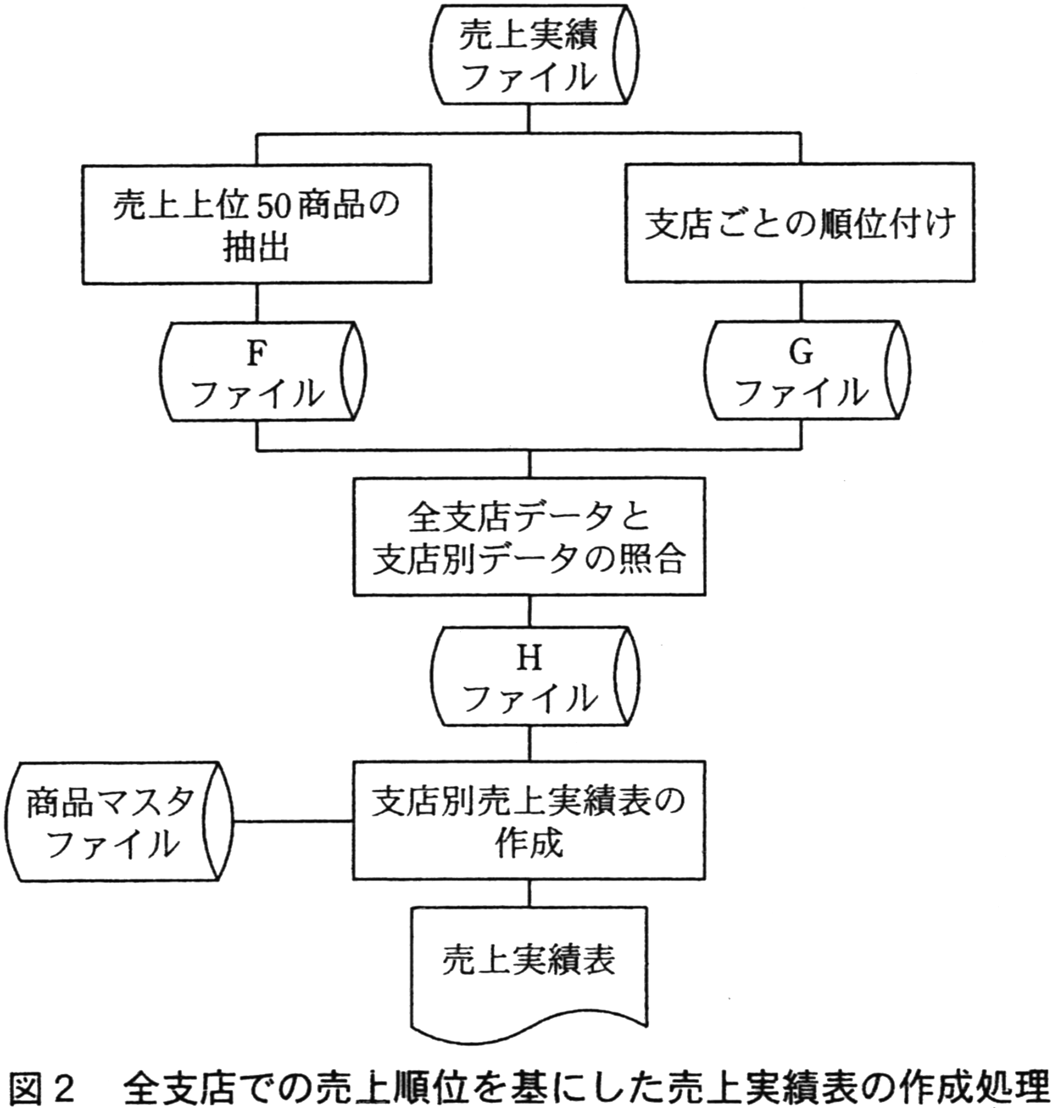 売上実績
ファイル
売上上位50商品の
抽出
支店ごとの順位付け
F
ファイル
G
ファイル
全支店データと
支店別データの照合
H
ファイル
商品マスタ
ファイル
支店別売上実績表の
作成
売上実績表
図2 全支店での売上順位を基にした売上実績表の作成処理